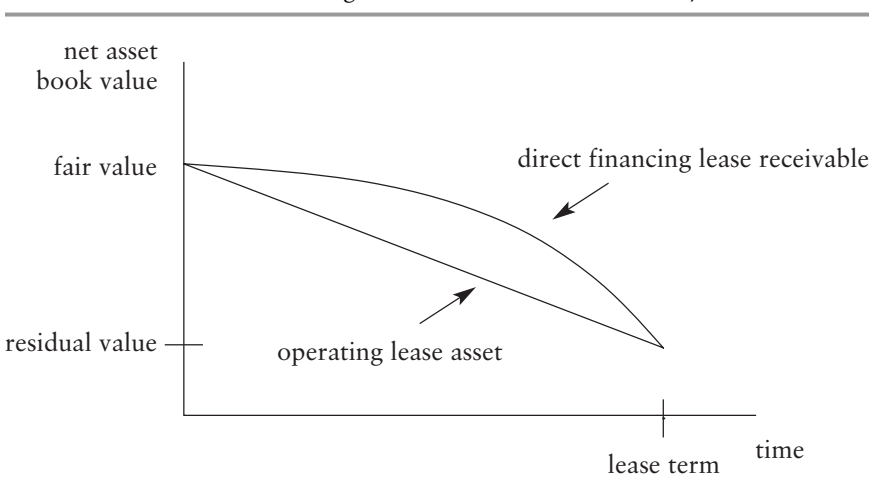 net asset
book value
fair value
direct financing lease receivable
residual value
operating lease asset
time
lease term